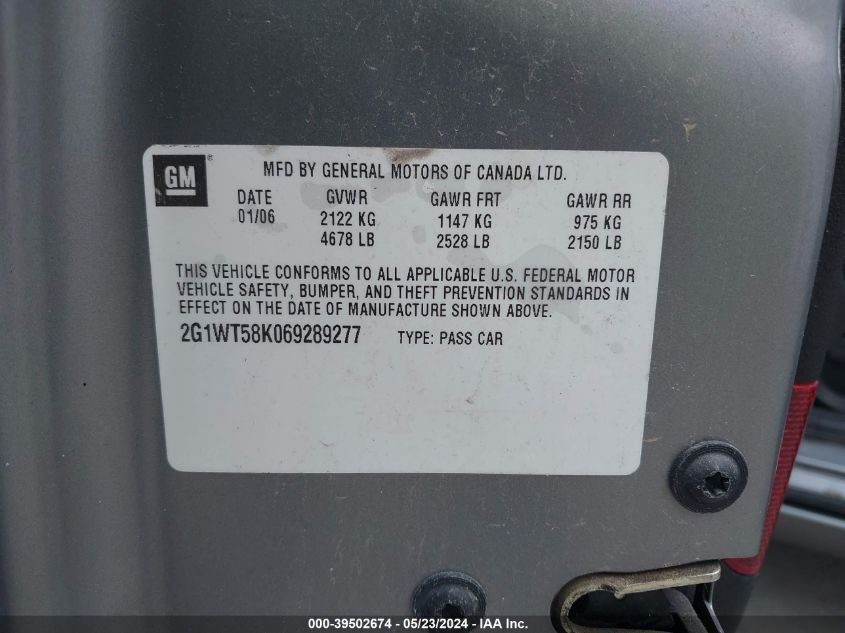 GM®
MFD BY GENERAL MOTORS OF CANADA LTD.
DATE GVWR GAWR FRT GAWR RR
01/06 2122 KG 1147 KG 975 KG
4678 LB 2528 LB 2150 LB
THIS VEHICLE CONFORMS TO ALL APPLICABLE U.S. FEDERAL MOTOR
VEHICLE SAFETY, BUMPER, AND THEFT PREVENTION STANDARDS IN
EFFECT ON THE DATE OF MANUFACTURE SHOWN ABOVE.
2G1WT58K069289277 TYPE: PASS CAR
000-39502674 - 05/23/2024 - IAA Inc.